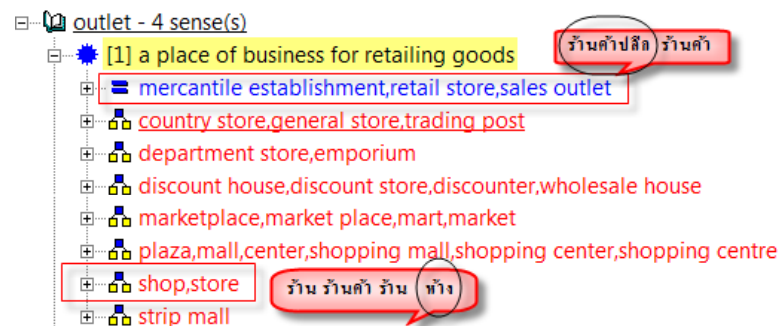 outlet - 4 sense(s)
[1] a place of business for retailing goods
ร้านค้าปลีก ร้านค้า
mercantile establishment,retail store,sales outlet
country store,general store,trading post
department store,emporium
discount house,discount store,discounter,wholesale house
marketplace,market place,mart,market
plaza,mall,center,shopping mall,shopping center,shopping centre
shop,store
ร้าน ร้านค้า ร้าน ห้าง
strip mall